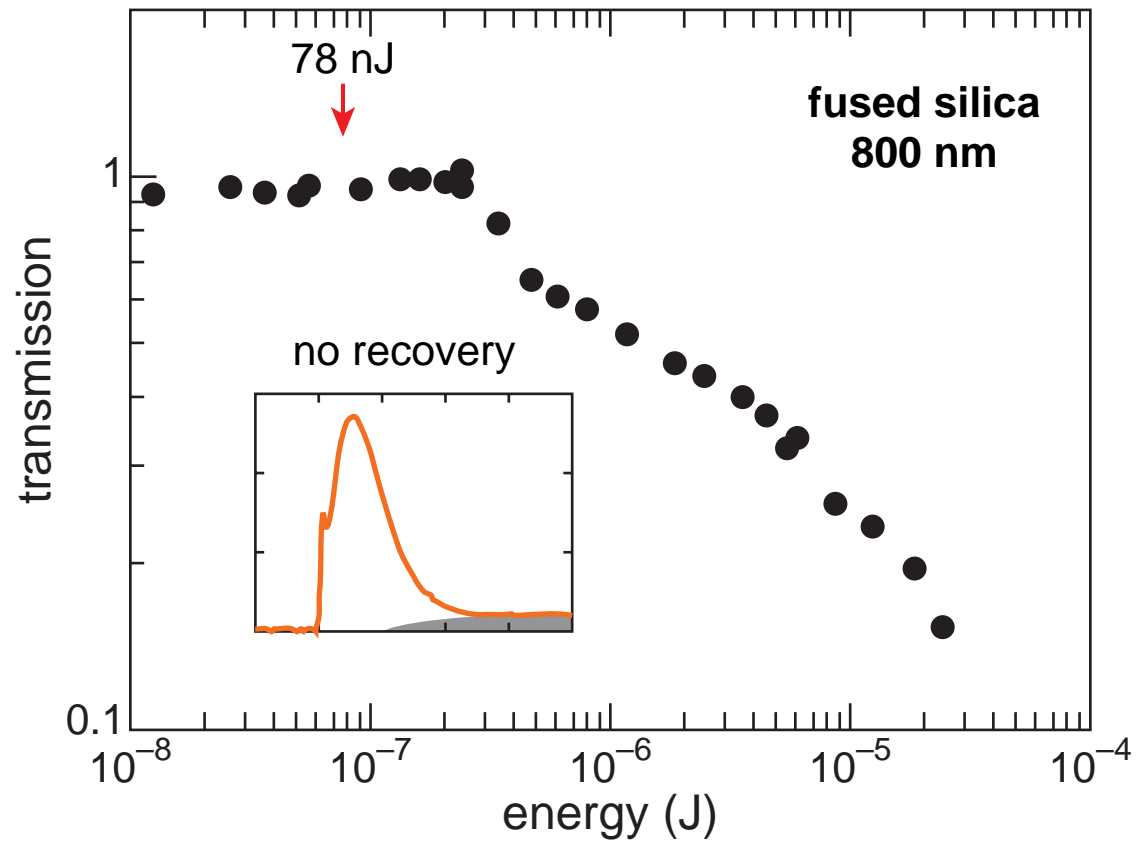 78 nJ
fused silica
800 nm
1
transmission
no recovery
0.1
10⁻⁸
10⁻⁷
10⁻⁶
10⁻⁵
10⁻⁴
energy (J)